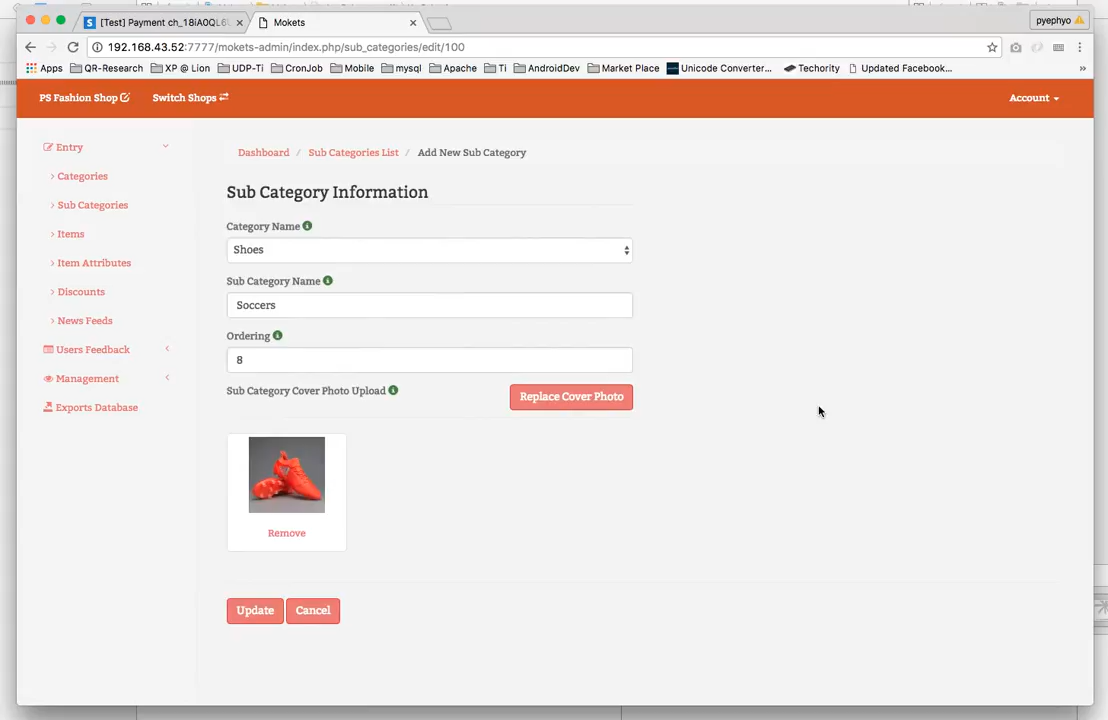 [Test] Payment ch_18iA0QL6
Mokets
pyephyo
192.168.43.52:7777/mokets-admin/index.php/sub_categories/edit/100
Apps QR-Research XP @ Lion UDP-Ti CronJob Mobile mysql Apache Ti AndroidDev Market Place Unicode Converter... Techority Updated Facebook... »
PS Fashion Shop Switch Shops Account
Entry
Categories
Sub Categories
Items
Item Attributes
Discounts
News Feeds
Users Feedback
Management
Exports Database
Dashboard / Sub Categories List / Add New Sub Category
Sub Category Information
Category Name
Shoes
Sub Category Name
Soccers
Ordering
8
Sub Category Cover Photo Upload
Replace Cover Photo
Remove
Update Cancel